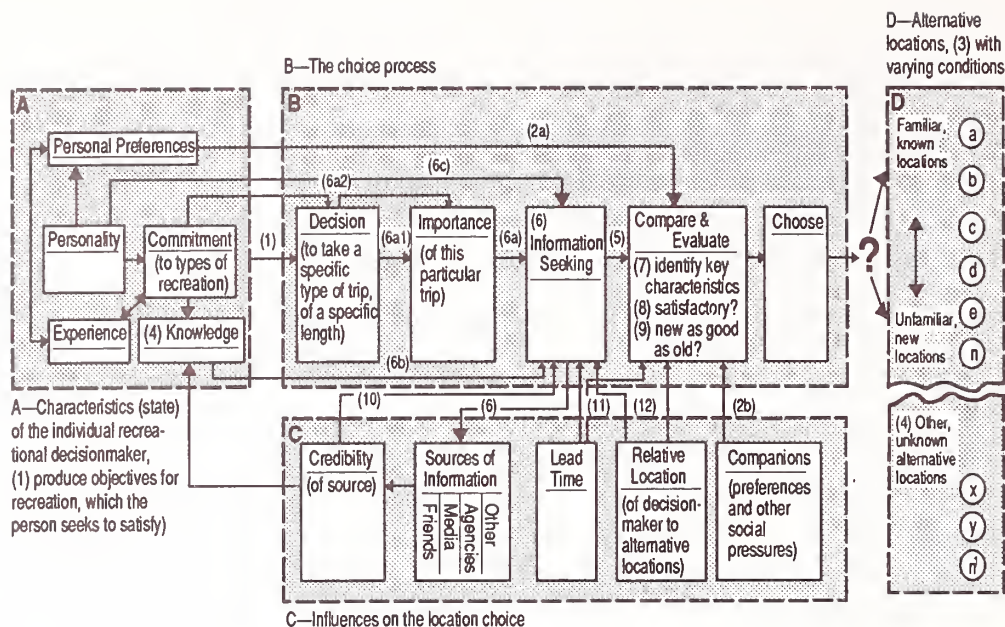 D—Alternative
locations, (3) with
varying conditions
B—The choice process
A
Personal Preferences
Personality
Commitment
(to types of
recreation)
Experience
(4) Knowledge
A—Characteristics (state)
of the individual recrea-
tional decisionmaker,
(1) produce objectives for
recreation, which the
person seeks to satisfy)
(1)
B
(2a)
(6c)
(6a2)
Decision
(to take a
specific
type of trip,
of a specific
length)
(6a1)
Importance
(of this
particular
trip)
(6a)
(6)
Information
Seeking
(5)
Compare &
Evaluate
(7) identify key
characteristics
(8) satisfactory?
(9) new as good
as old?
Choose
?
(6b)
(10)
(6)
(11)
(12)
(2b)
C
Credibility
(of source)
Sources of
Information
Friends
Media
Agencies
Other
Lead
Time
Relative
Location
(of decision-
maker to
alternative
locations)
Companions
(preferences
and other
social
pressures)
C—Influences on the location choice
D
Familiar,
known
locations
a
b
c
d
e
n
Unfamiliar,
new
locations
(4) Other,
unknown
alternative
locations
x
y